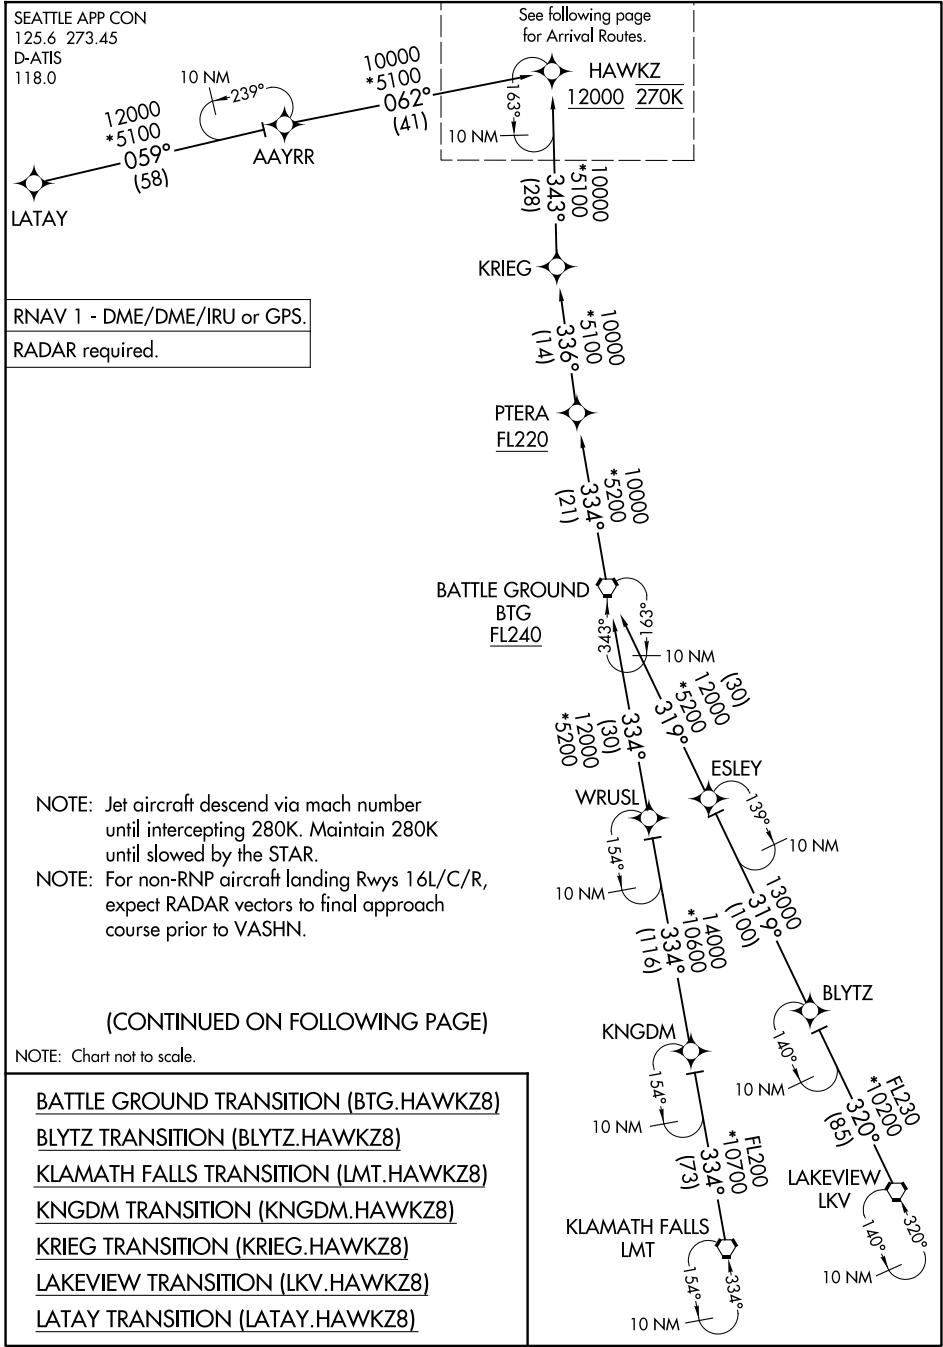 SEATTLE APP CON
125.6 273.45
D-ATIS
118.0
See following page
for Arrival Routes.
HAWKZ
12000 270K
163°
10 NM
10000
*5100
062°
(41)
10 NM
239°
AAYRR
12000
*5100
059°
(58)
LATAY
10000
*5100
343°
(28)
KRIEG
RNAV 1 - DME/DME/IRU or GPS.
RADAR required.
10000
*5100
336°
(14)
PTERA
FL220
10000
*5200
334°
(21)
BATTLE GROUND
BTG
FL240
343°
163°
10 NM
(30)
12000
*5200
319°
334°
(30)
12000
*5200
ESLEY
139°
10 NM
WRUSL
154°
10 NM
NOTE: Jet aircraft descend via mach number
until intercepting 280K. Maintain 280K
until slowed by the STAR.
NOTE: For non-RNP aircraft landing Rwys 16L/C/R,
expect RADAR vectors to final approach
course prior to VASHN.
13000
319°
(100)
14000
*10600
334°
(116)
BLYTZ
140°
10 NM
KNGDM
154°
10 NM
(CONTINUED ON FOLLOWING PAGE)
NOTE: Chart not to scale.
FL230
*10200
320°
(85)
FL200
*10700
334°
(73)
LAKEVIEW
LKV
140°
320°
10 NM
KLAMATH FALLS
LMT
154°
334°
10 NM
BATTLE GROUND TRANSITION (BTG.HAWKZ8)
BLYTZ TRANSITION (BLYTZ.HAWKZ8)
KLAMATH FALLS TRANSITION (LMT.HAWKZ8)
KNGDM TRANSITION (KNGDM.HAWKZ8)
KRIEG TRANSITION (KRIEG.HAWKZ8)
LAKEVIEW TRANSITION (LKV.HAWKZ8)
LATAY TRANSITION (LATAY.HAWKZ8)